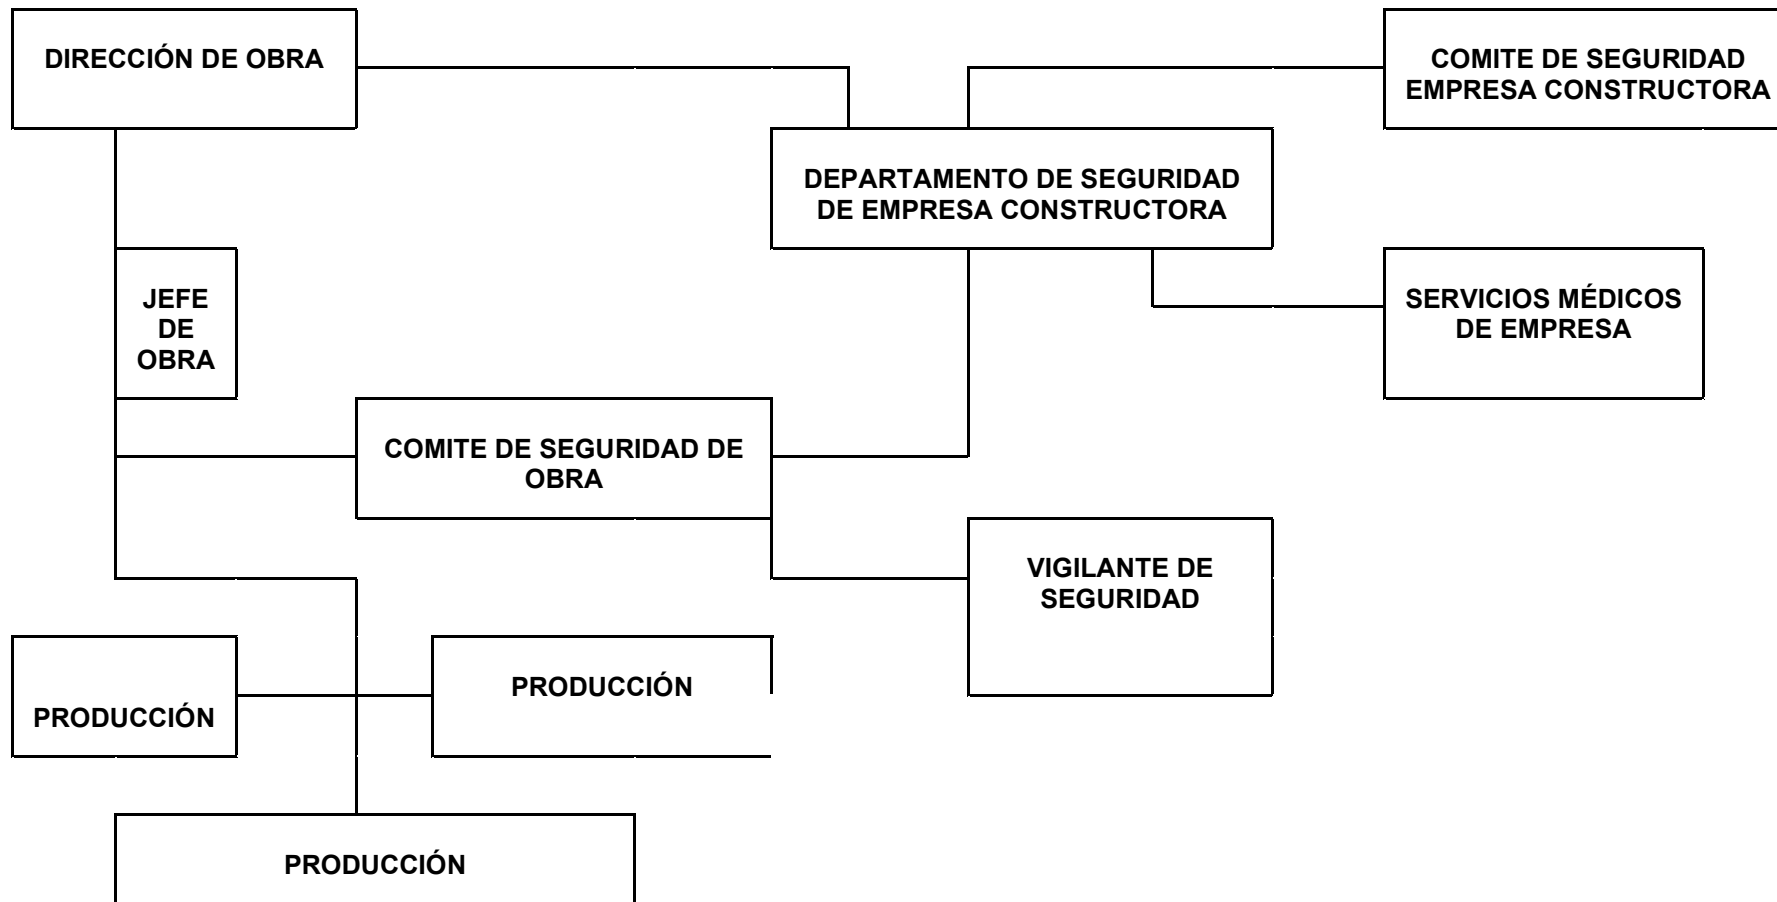 DIRECCIÓN DE OBRA
COMITE DE SEGURIDAD
EMPRESA CONSTRUCTORA
DEPARTAMENTO DE SEGURIDAD
DE EMPRESA CONSTRUCTORA
JEFE
DE
OBRA
SERVICIOS MÉDICOS
DE EMPRESA
COMITE DE SEGURIDAD DE
OBRA
VIGILANTE DE
SEGURIDAD
PRODUCCIÓN
PRODUCCIÓN
PRODUCCIÓN